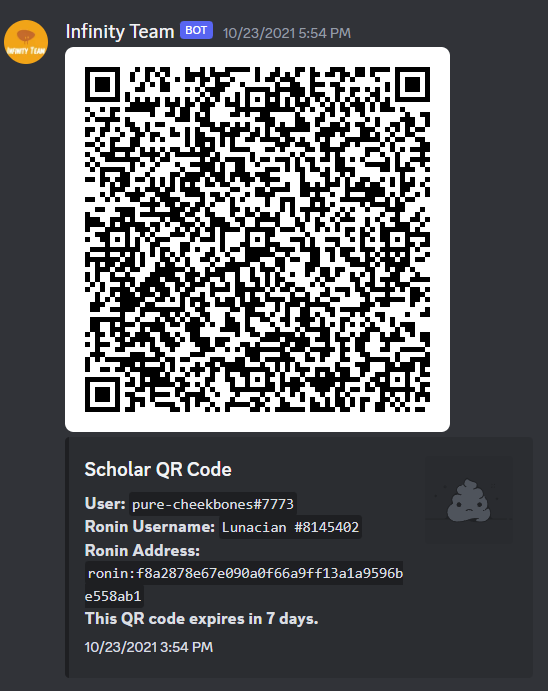 Infinity Team BOT 10/23/2021 5:54 PM
INFINITY TEAM
Scholar QR Code
User: pure-cheekbones#7773
Ronin Username: Lunacian #8145402
Ronin Address:
ronin:f8a2878e67e090a0f66a9ff13a1a9596b
e558ab1
This QR code expires in 7 days.
10/23/2021 3:54 PM